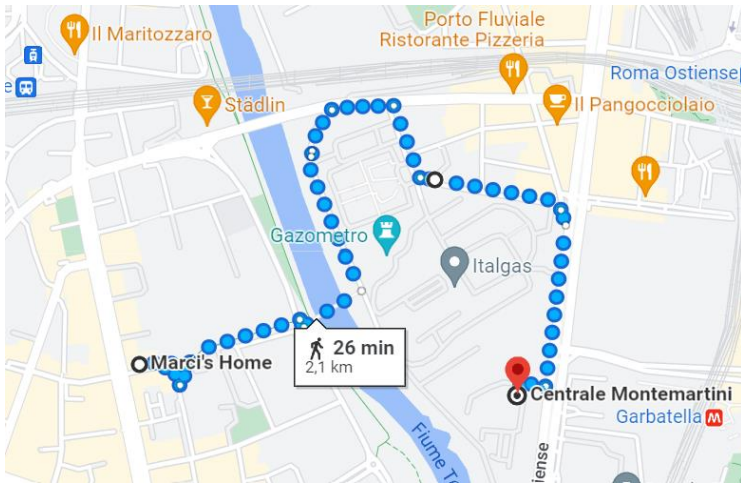 Il Maritozzaro
Porto Fluviale
Ristorante Pizzeria
Roma Ostiense
e
Städlin
Il Pangocciolaio
Gazometro
Italgas
Marci's Home
26 min
2,1 km
Centrale Montemartini
Garbatella M
Fiume Te
iense